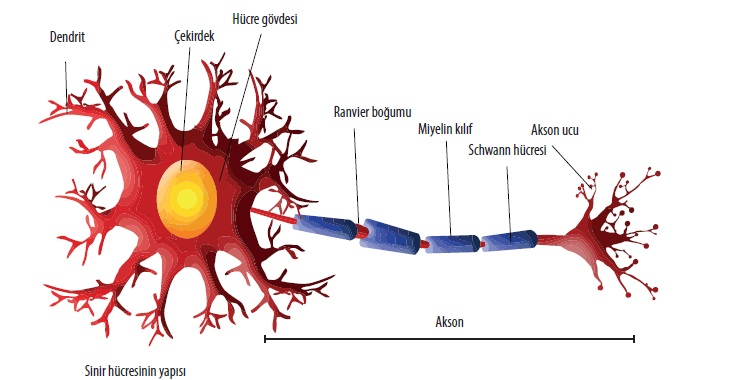 Hücre gövdesi
Dendrit
Çekirdek
Ranvier boğumu
Miyelin kılıf
Akson ucu
Schwann hücresi
Akson
Sinir hücresinin yapısı